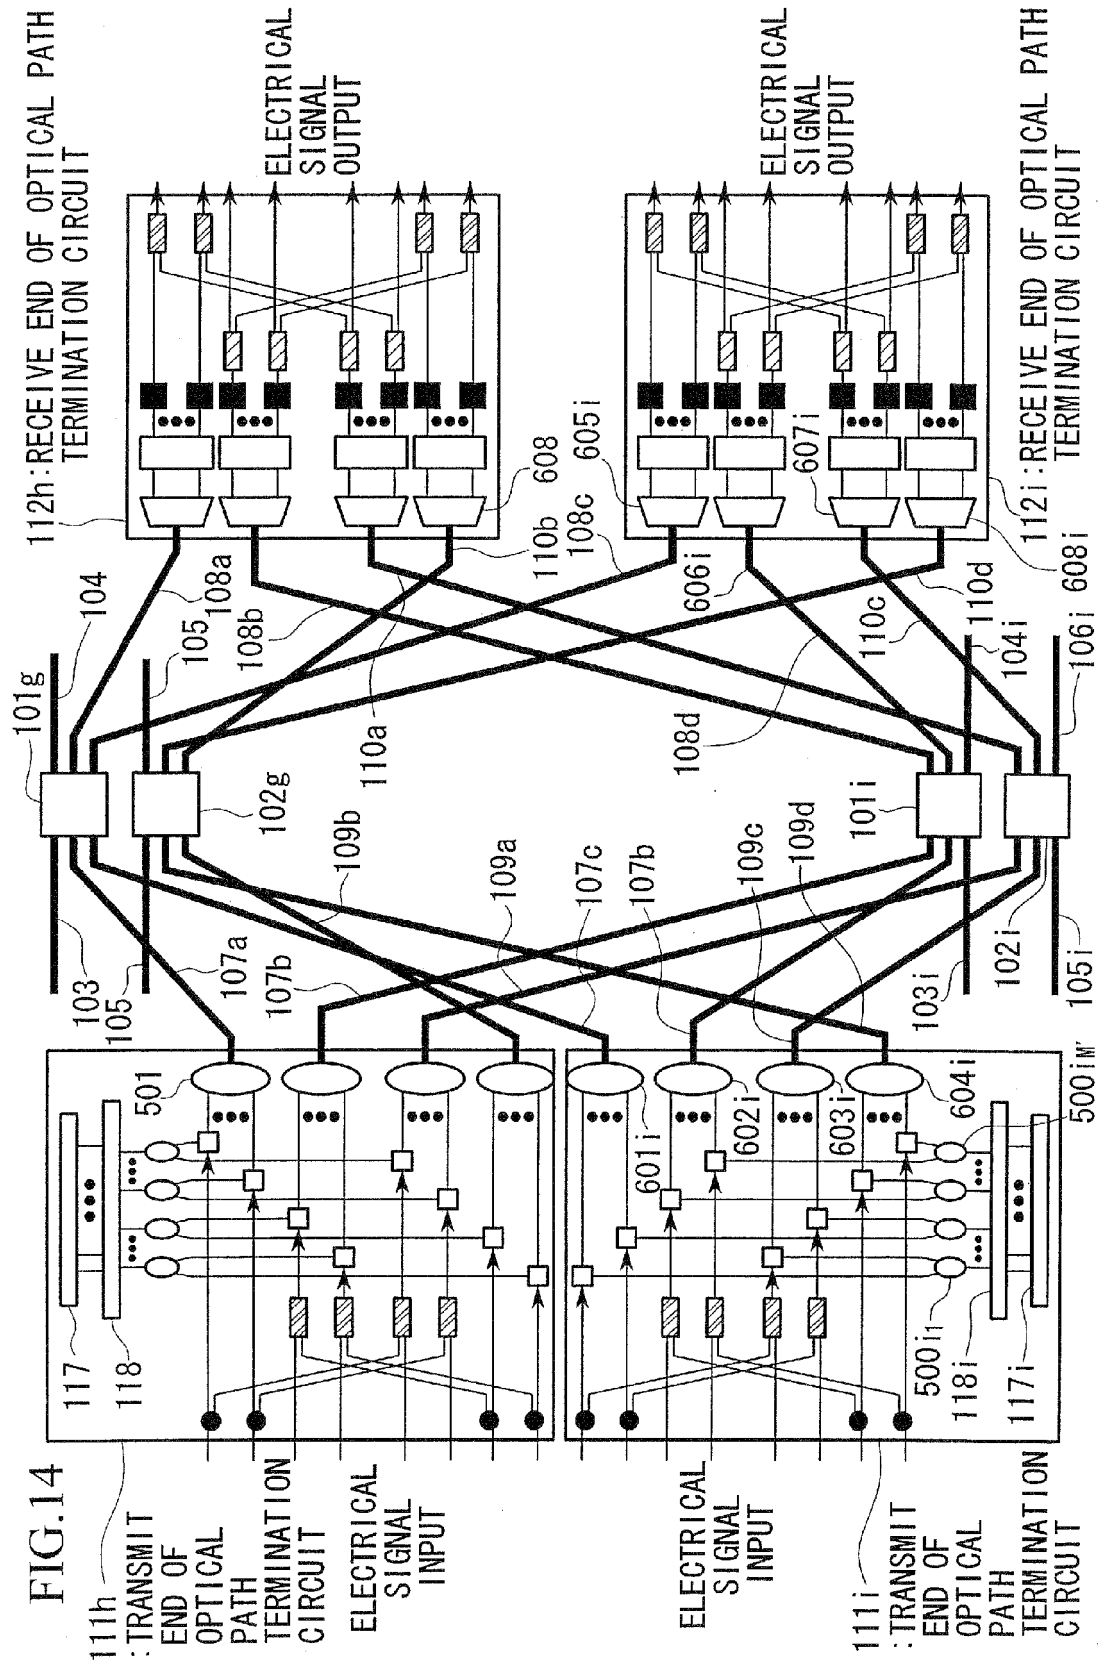 FIG.14
111h
:TRANSMIT
END OF
OPTICAL
PATH
TERMINATION
CIRCUIT
ELECTRICAL
SIGNAL
INPUT
ELECTRICAL
SIGNAL
INPUT
111i
:TRANSMIT
END OF
OPTICAL
PATH
TERMINATION
CIRCUIT
117
118
501
500i1
118i
117i
601i
602i
603i
604i
500iM'
103
105
107a
107b
109b
109a
107c
107b
109c
109d
103i
102i
105i
101g
102g
101i
104
108a
105
108b
110a
108d
110c
104i
106i
112h:RECEIVE END OF OPTICAL PATH
TERMINATION CIRCUIT
608
110b
108c
605i
606i
607i
110d
608i
ELECTRICAL
SIGNAL
OUTPUT
ELECTRICAL
SIGNAL
OUTPUT
112i:RECEIVE END OF OPTICAL PATH
TERMINATION CIRCUIT